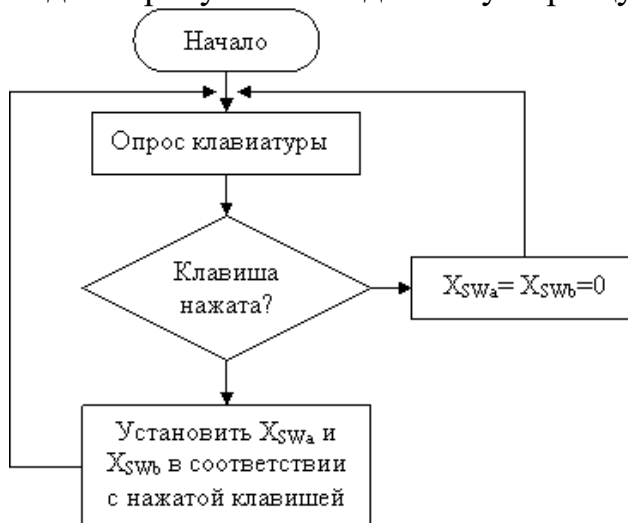 Начало
Опрос клавиатуры
Клавиша
нажата?
XSWa= XSWb=0
Установить XSWa и
XSWb в соответствии
с нажатой клавишей